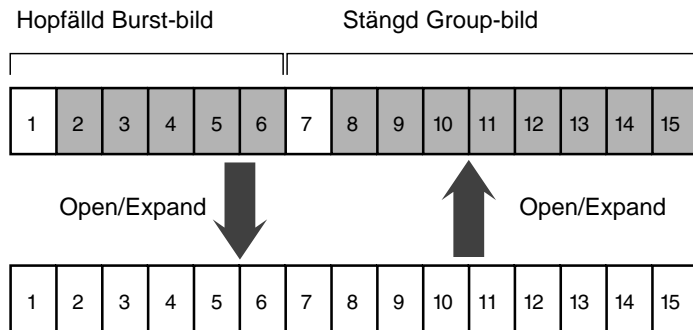 Hopfälld Burst-bild Stängd Group-bild
1 2 3 4 5 6 7 8 9 10 11 12 13 14 15
Open/Expand Open/Expand
1 2 3 4 5 6 7 8 9 10 11 12 13 14 15